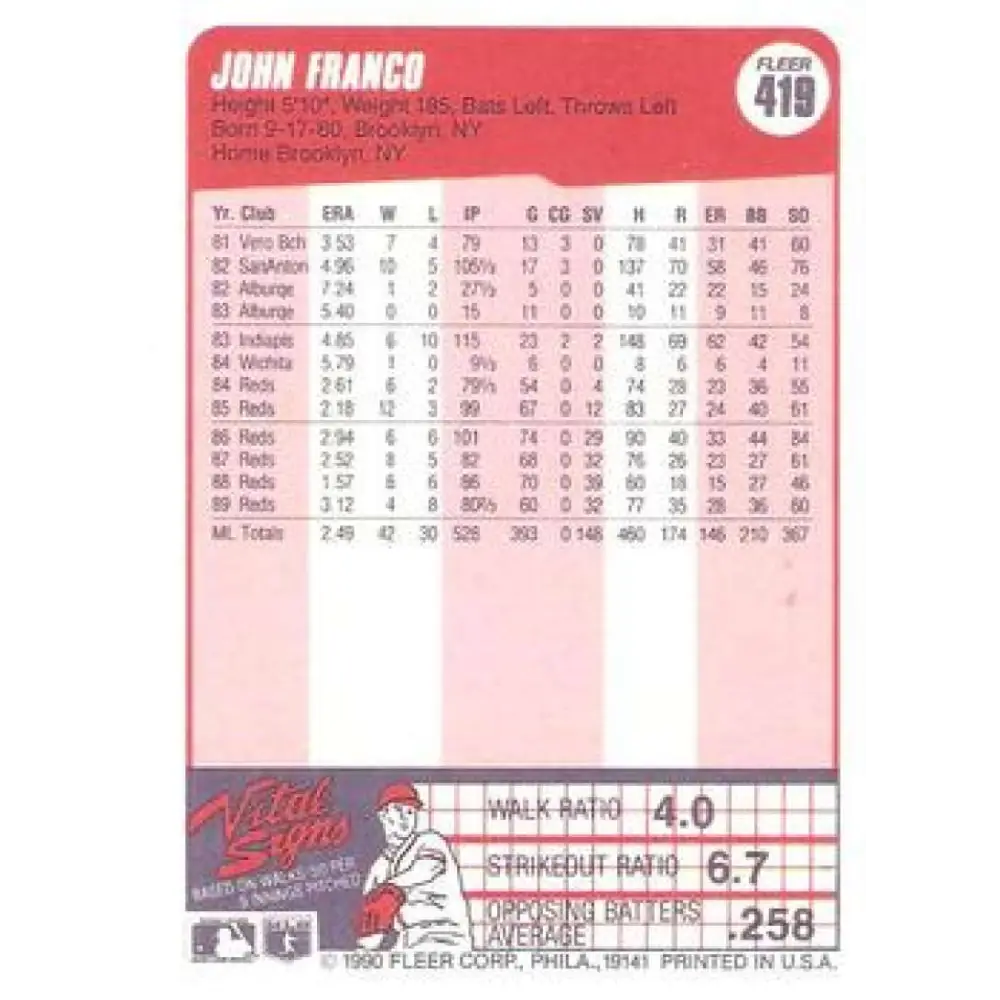 JOHN FRANCO
FLEER
419
Height 5'10", Weight 185, Bats Left, Throws Left
Born 9-17-60, Brooklyn, NY
Home Brooklyn, NY
Yr. Club ERA W L IP G CG SV H R ER BB SO
81 Vero Bch 3.53 7 4 79 13 3 0 78 41 31 41 60
82 SanAnton 4.96 10 5 105⅓ 17 3 0 137 70 58 46 76
82 Alburqe 7.24 1 2 27⅓ 5 0 0 41 22 22 15 24
83 Alburqe 5.40 0 0 15 11 0 0 10 11 9 11 8
83 Indiapls 4.85 6 10 115 23 2 2 148 69 62 42 54
84 Wichita 5.79 1 0 9⅓ 6 0 0 8 6 6 4 11
84 Reds 2.61 6 2 79⅓ 54 0 4 74 28 23 36 55
85 Reds 2.18 12 3 99 67 0 12 83 27 24 40 61
86 Reds 2.94 6 6 101 74 0 29 90 40 33 44 84
87 Reds 2.52 8 5 82 68 0 32 76 26 23 27 61
88 Reds 1.57 6 6 86 70 0 39 60 18 15 27 46
89 Reds 3.12 4 8 80⅔ 60 0 32 77 35 28 36 60
ML Totals 2.49 42 30 528 393 0 148 460 174 146 210 367
Vital Signs
BASED ON WALKS/SO PER
9 INNINGS PITCHED
WALK RATIO 4.0
STRIKEOUT RATIO 6.7
OPPOSING BATTERS
AVERAGE .258
© 1990 FLEER CORP., PHILA., 19141 PRINTED IN U.S.A.